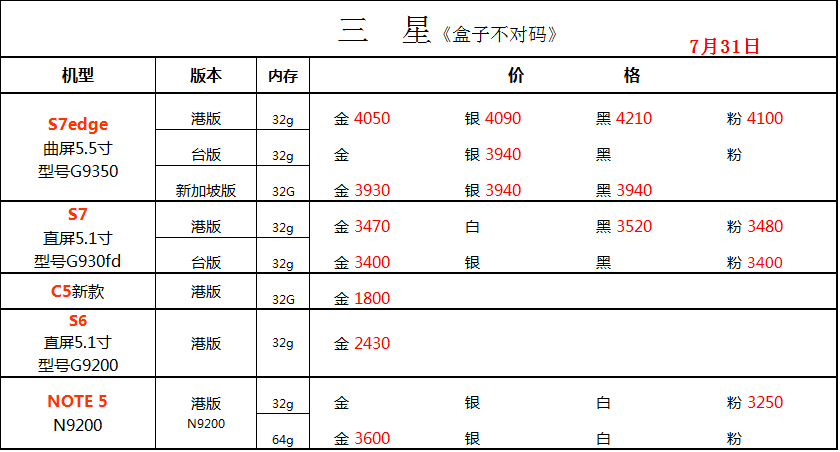 三 星《盒子不对码》 7月31日
机型 版本 内存 价 格
S7edge
曲屏5.5寸
型号G9350
港版 32g 金 4050 银 4090 黑 4210 粉 4100
台版 32g 金 银 3940 黑 粉
新加坡版 32G 金 3930 银 3940 黑 3940
S7
直屏5.1寸
型号G930fd
港版 32g 金 3470 白 黑 3520 粉 3480
台版 32g 金 3400 银 黑 粉 3400
C5新款 港版 32G 金 1800
S6
直屏5.1寸
型号G9200
港版 32g 金 2430
NOTE 5
N9200
港版
N9200
32g 金 银 白 粉 3250
64g 金 3600 银 白 粉